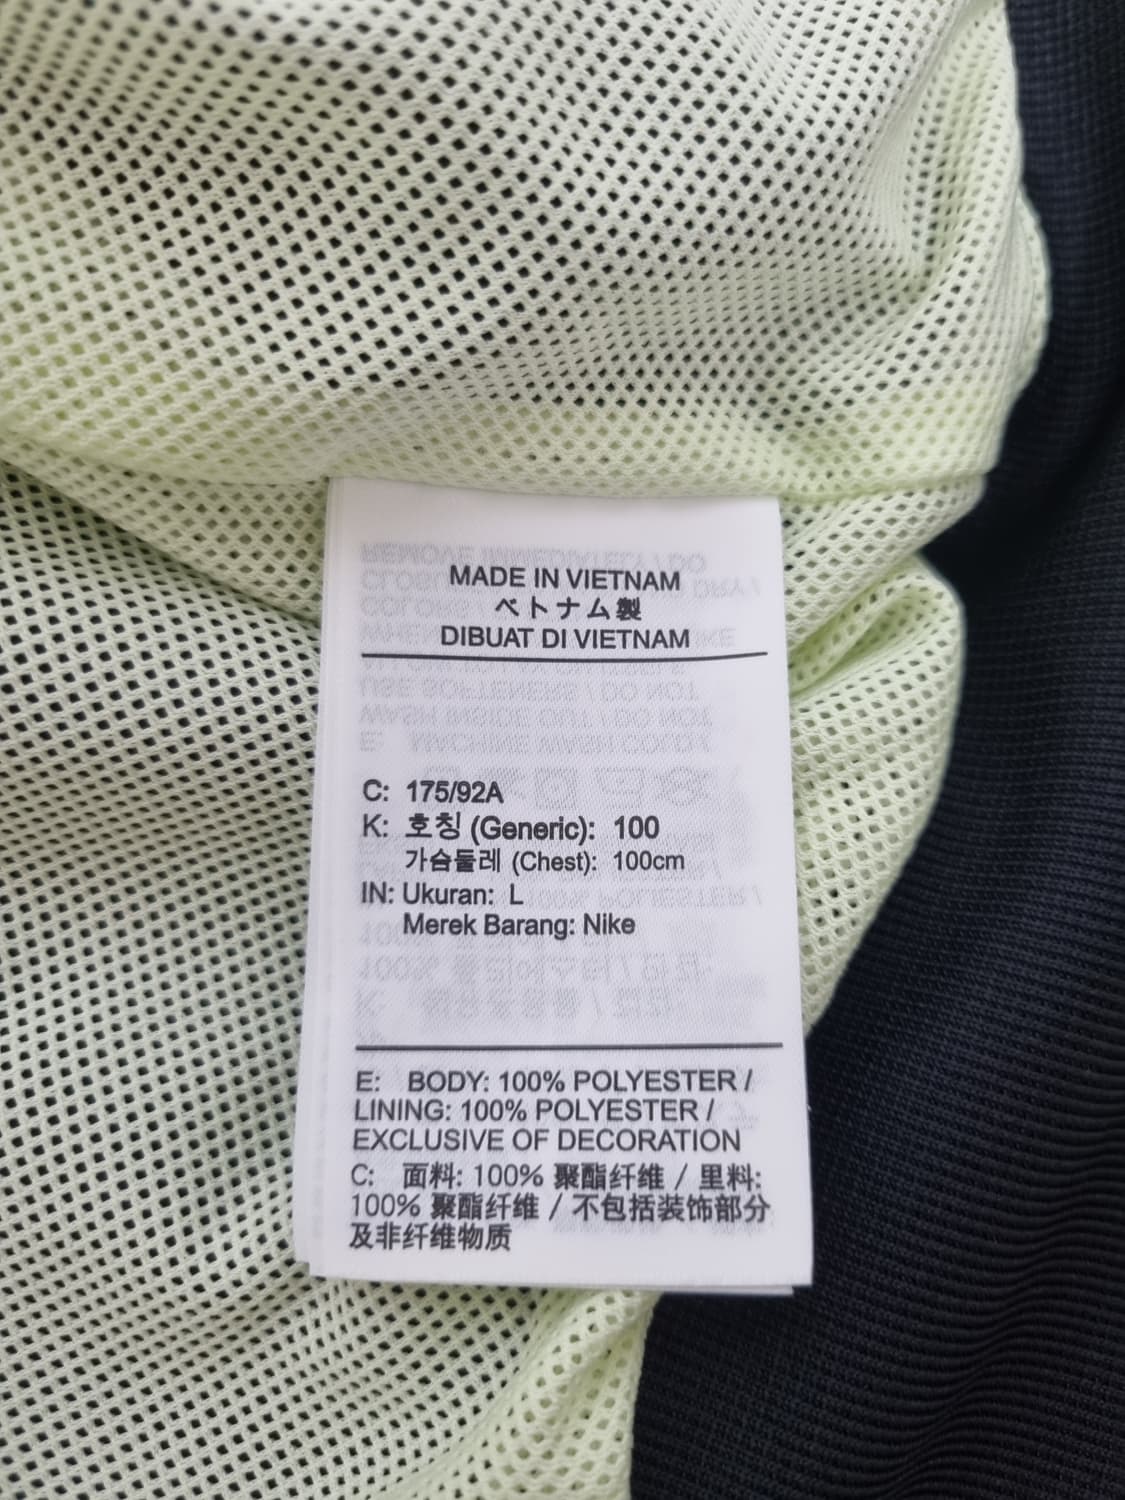 MADE IN VIETNAM
ベトナム製
DIBUAT DI VIETNAM
C: 175/92A
K: 호칭 (Generic): 100
가슴둘레 (Chest): 100cm
IN: Ukuran: L
Merek Barang: Nike
E: BODY: 100% POLYESTER /
LINING: 100% POLYESTER /
EXCLUSIVE OF DECORATION
C: 面料: 100% 聚酯纤维 / 里料:
100% 聚酯纤维 / 不包括装饰部分
及非纤维物质